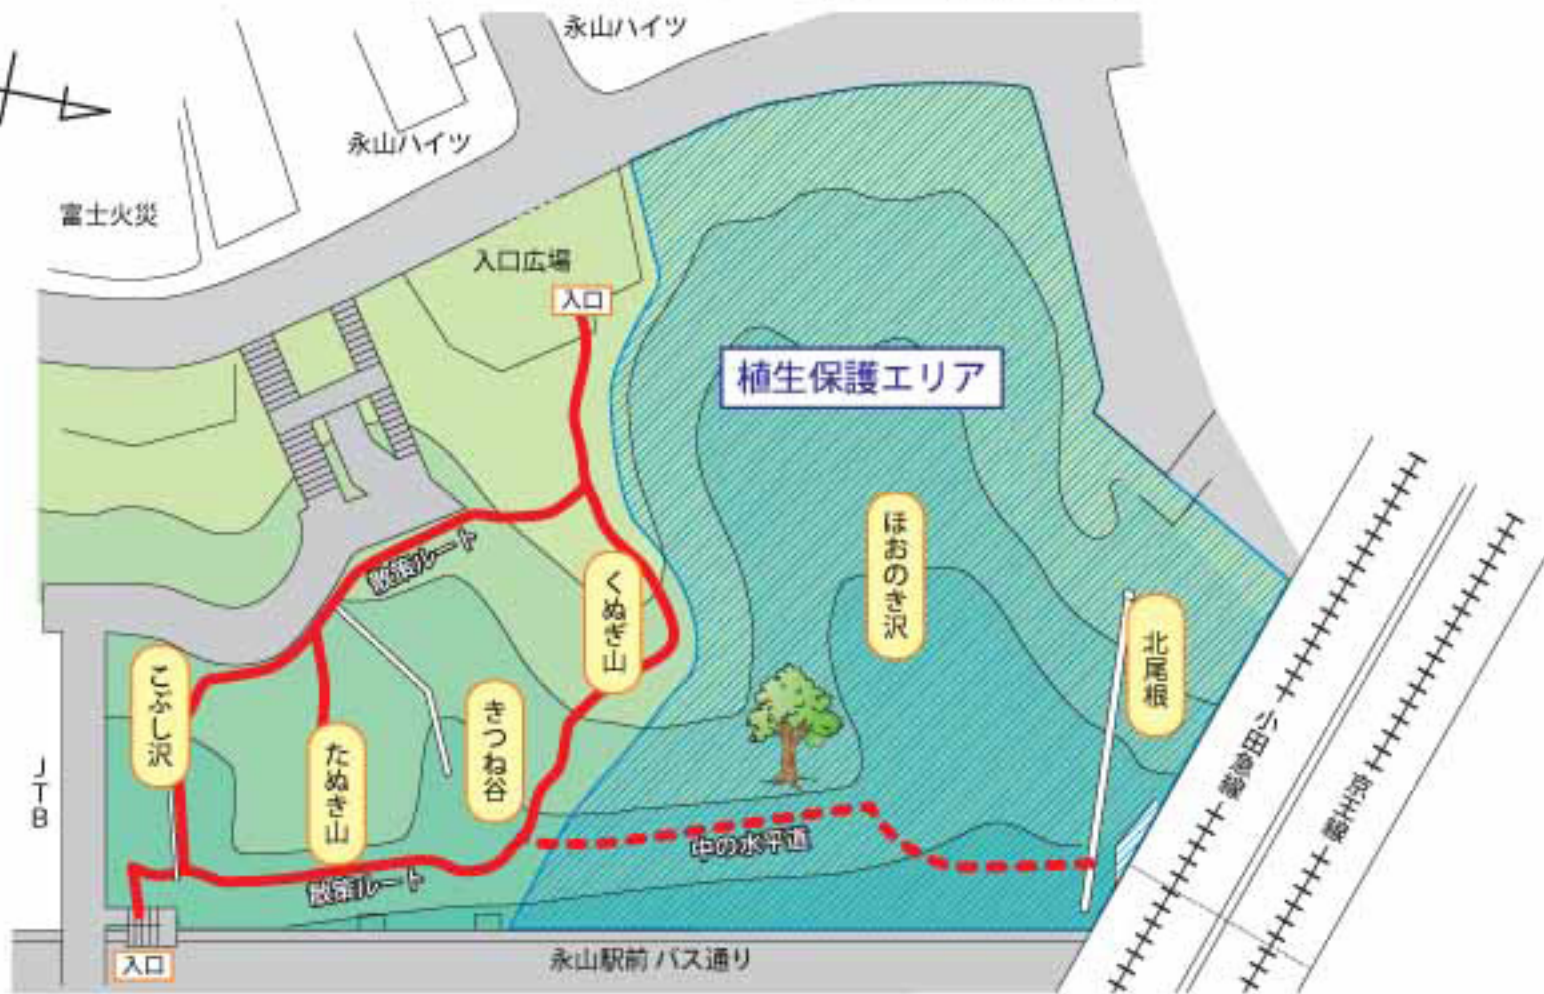 永山ハイツ
永山ハイツ
富士火災
入口広場
入口
植生保護エリア
ほおのき沢
散策ルート
くぬぎ山
北尾根
こぶし沢
きつね谷
たぬき山
小田急線
京王線
JTB
中の水平道
散策ルート
永山駅前 バス通り
入口